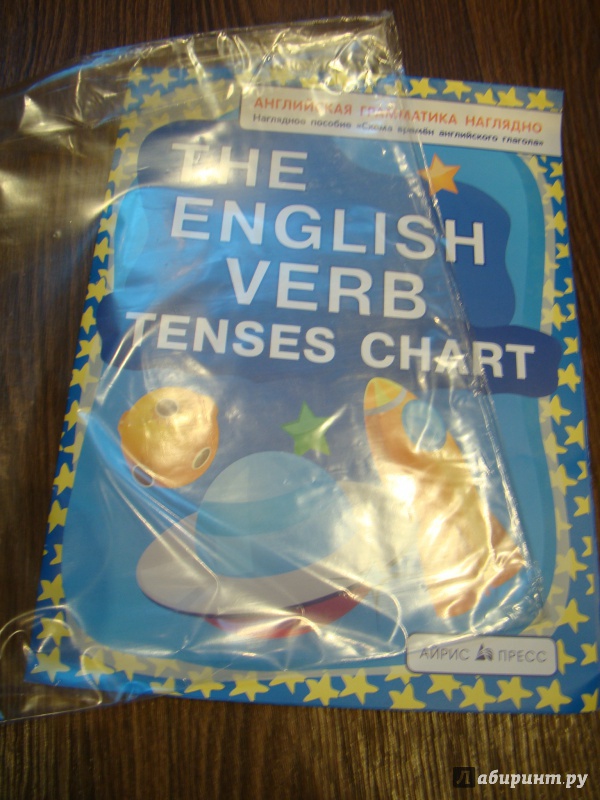 АНГЛИЙСКАЯ ГРАММАТИКА НАГЛЯДНО
Наглядное пособие «Схема времён английского глагола»
THE
ENGLISH
VERB
TENSES CHART
АЙРИС ПРЕСС
Лабиринт.ру